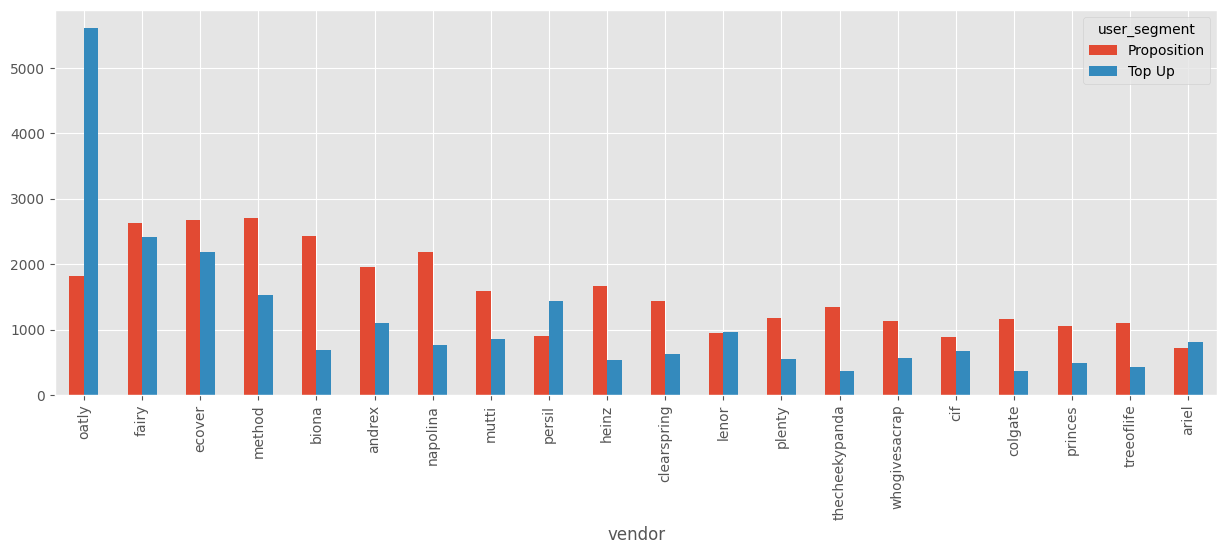 user_segment
Proposition
Top Up
5000
4000
3000
2000
1000
0
oatly
fairy
ecover
method
biona
andrex
napolina
mutti
persil
heinz
clearspring
lenor
plenty
thecheekypanda
whogivesacrap
cif
colgate
princes
treeoflife
ariel
vendor